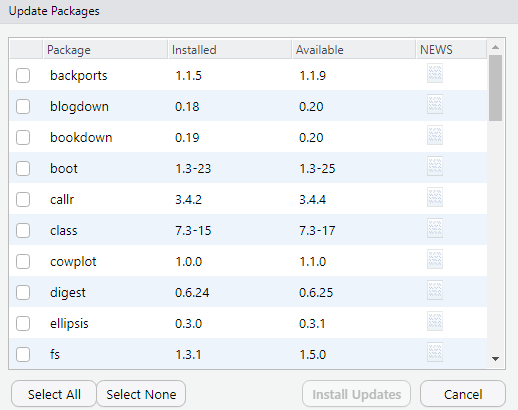 Update Packages
Package Installed Available NEWS
backports 1.1.5 1.1.9
blogdown 0.18 0.20
bookdown 0.19 0.20
boot 1.3-23 1.3-25
callr 3.4.2 3.4.4
class 7.3-15 7.3-17
cowplot 1.0.0 1.1.0
digest 0.6.24 0.6.25
ellipsis 0.3.0 0.3.1
fs 1.3.1 1.5.0
Select All Select None Install Updates Cancel